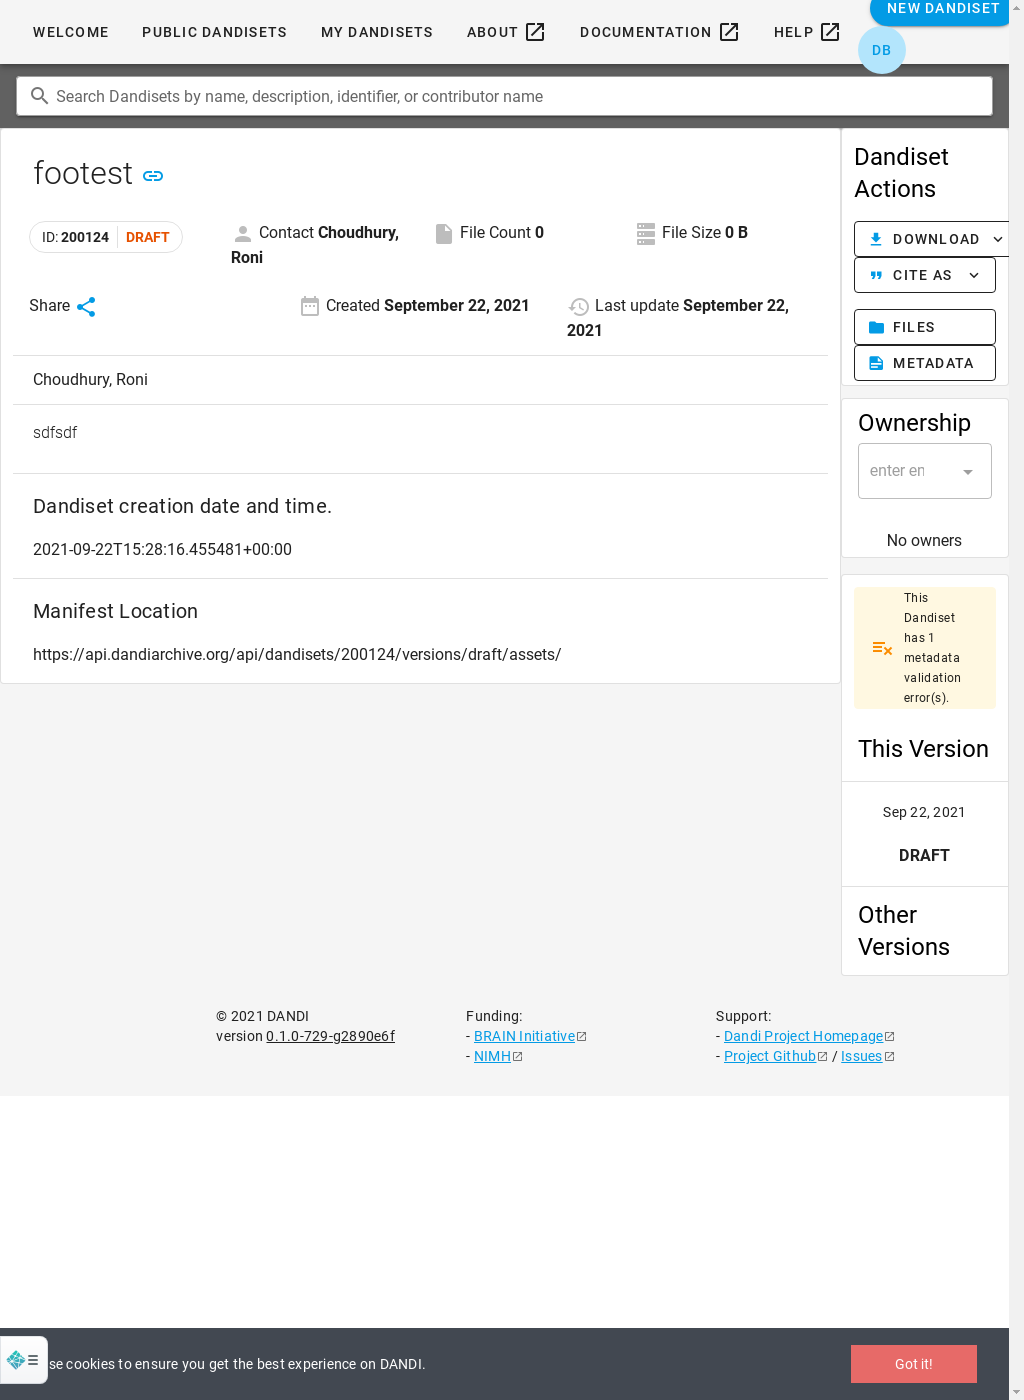 WELCOME
PUBLIC DANDISETS
MY DANDISETS
ABOUT
DOCUMENTATION
HELP
NEW DANDISET
DB
Search Dandisets by name, description, identifier, or contributor name
footest
ID: 200124 DRAFT
Contact Choudhury,
Roni
File Count 0
File Size 0 B
Share
Created September 22, 2021
Last update September 22,
2021
Choudhury, Roni
sdfsdf
Dandiset creation date and time.
2021-09-22T15:28:16.455481+00:00
Manifest Location
https://api.dandiarchive.org/api/dandisets/200124/versions/draft/assets/
Dandiset
Actions
DOWNLOAD
CITE AS
FILES
METADATA
Ownership
enter en
No owners
This
Dandiset
has 1
metadata
validation
error(s).
This Version
Sep 22, 2021
DRAFT
Other
Versions
© 2021 DANDI
version 0.1.0-729-g2890e6f
Funding:
- BRAIN Initiative
- NIMH
Support:
- Dandi Project Homepage
- Project Github / Issues
se cookies to ensure you get the best experience on DANDI.
Got it!